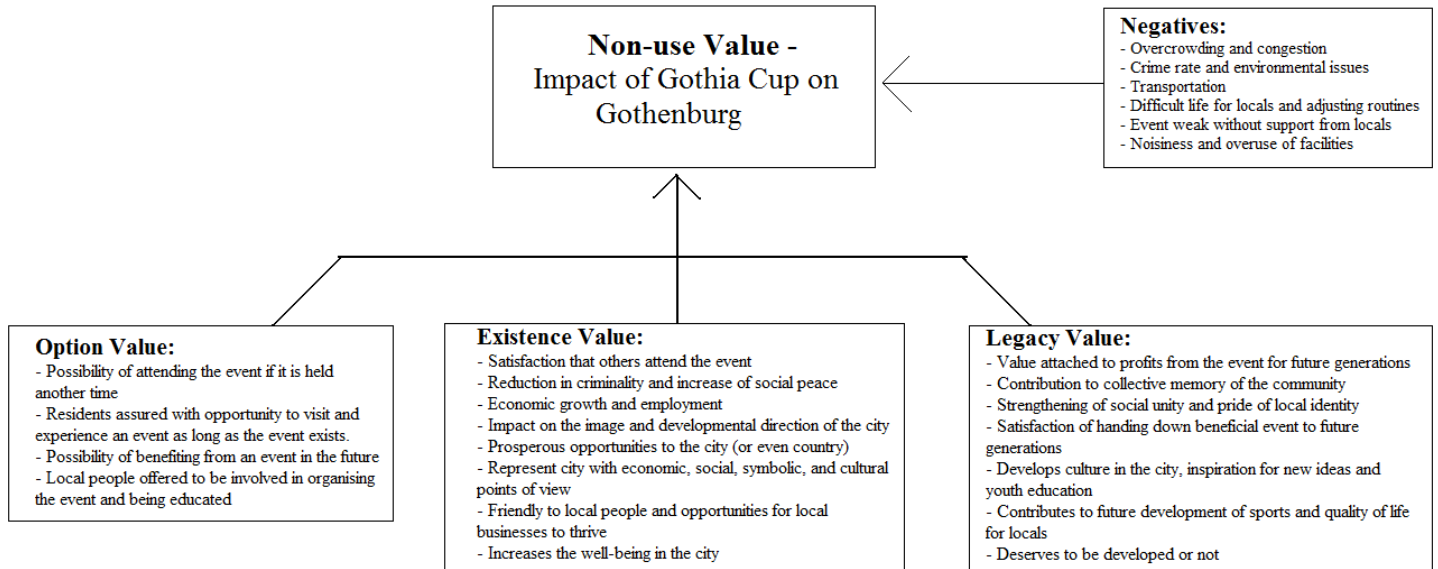 Non-use Value -
Impact of Gothia Cup on
Gothenburg
Negatives:
- Overcrowding and congestion
- Crime rate and environmental issues
- Transportation
- Difficult life for locals and adjusting routines
- Event weak without support from locals
- Noisiness and overuse of facilities
Option Value:
- Possibility of attending the event if it is held
another time
- Residents assured with opportunity to visit and
experience an event as long as the event exists.
- Possibility of benefiting from an event in the future
- Local people offered to be involved in organising
the event and being educated
Existence Value:
- Satisfaction that others attend the event
- Reduction in criminality and increase of social peace
- Economic growth and employment
- Impact on the image and developmental direction of the city
- Prosperous opportunities to the city (or even country)
- Represent city with economic, social, symbolic, and cultural
points of view
- Friendly to local people and opportunities for local
businesses to thrive
- Increases the well-being in the city
Legacy Value:
- Value attached to profits from the event for future generations
- Contribution to collective memory of the community
- Strengthening of social unity and pride of local identity
- Satisfaction of handing down beneficial event to future
generations
- Develops culture in the city, inspiration for new ideas and
youth education
- Contributes to future development of sports and quality of life
for locals
- Deserves to be developed or not